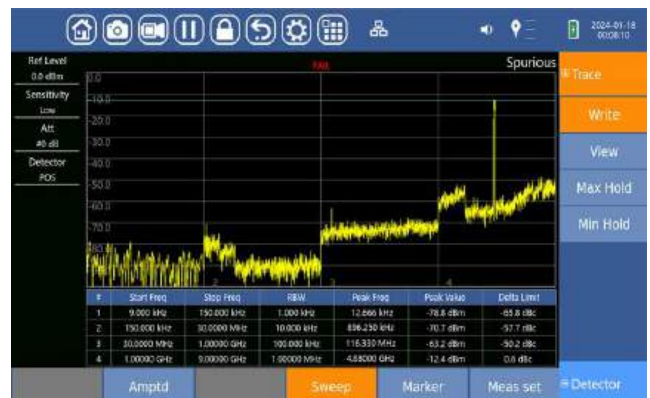 2024-01-18
00:08:10
Ref Level
0.0 dBm
Sensitivity
Low
Att
#0 dB
Detector
POS
FAIL
Spurious
0.0
-10.0
-20.0
-30.0
-40.0
-50.0
-60.0
-70.0
-80.0
2
3
4
# Start Freq Stop Freq RBW Peak Freq Peak Value Delta Limit
1 9.000 kHz 150.000 kHz 1.000 kHz 12.666 kHz -78.8 dBm -65.8 dBc
2 150.000 kHz 30.0000 MHz 10.000 kHz 896.250 kHz -70.7 dBm -57.7 dBc
3 30.0000 MHz 1.00000 GHz 100.000 kHz 116.330 MHz -63.2 dBm -50.2 dBc
4 1.00000 GHz 9.00000 GHz 1.00000 MHz 4.68000 GHz -12.4 dBm 0.6 dBc
Trace
Write
View
Max Hold
Min Hold
Detector
Amptd Sweep Marker Meas set